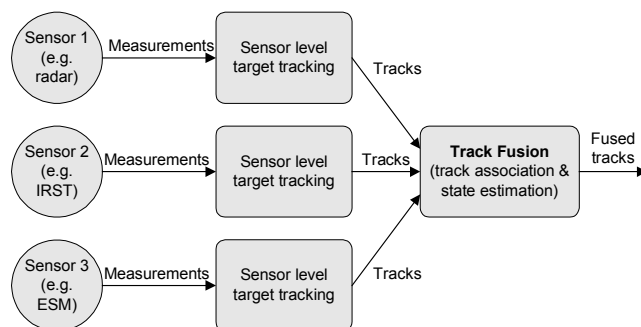 Sensor 1
(e.g.
radar)
Measurements
Sensor level
target tracking
Tracks
Sensor 2
(e.g.
IRST)
Measurements
Sensor level
target tracking
Tracks
Track Fusion
(track association &
state estimation)
Fused
tracks
Sensor 3
(e.g.
ESM)
Measurements
Sensor level
target tracking
Tracks